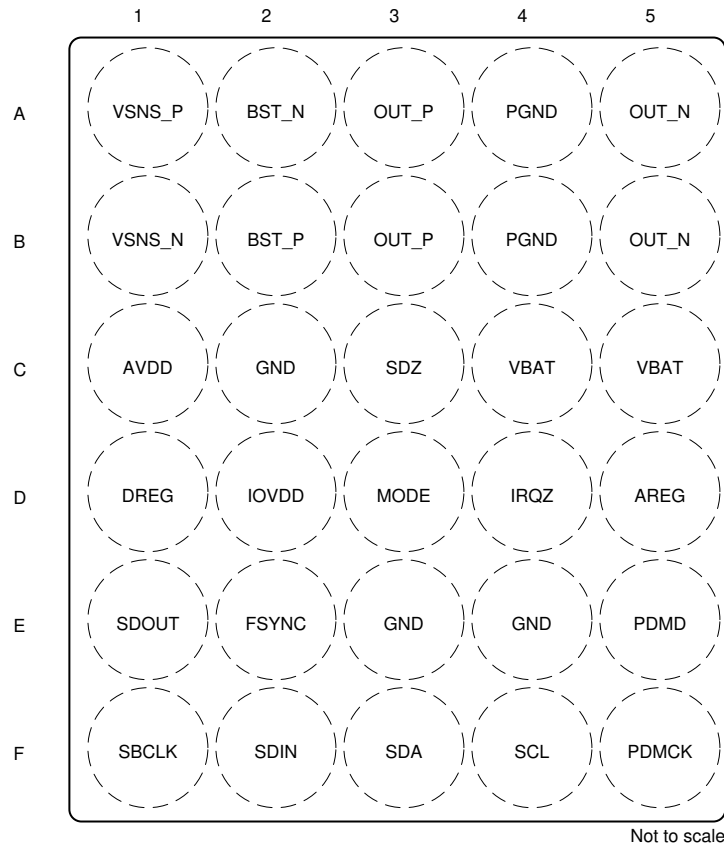 1 2 3 4 5
A VSNS_P BST_N OUT_P PGND OUT_N
B VSNS_N BST_P OUT_P PGND OUT_N
C AVDD GND SDZ VBAT VBAT
D DREG IOVDD MODE IRQZ AREG
E SDOUT FSYNC GND GND PDMD
F SBCLK SDIN SDA SCL PDMCK
Not to scale